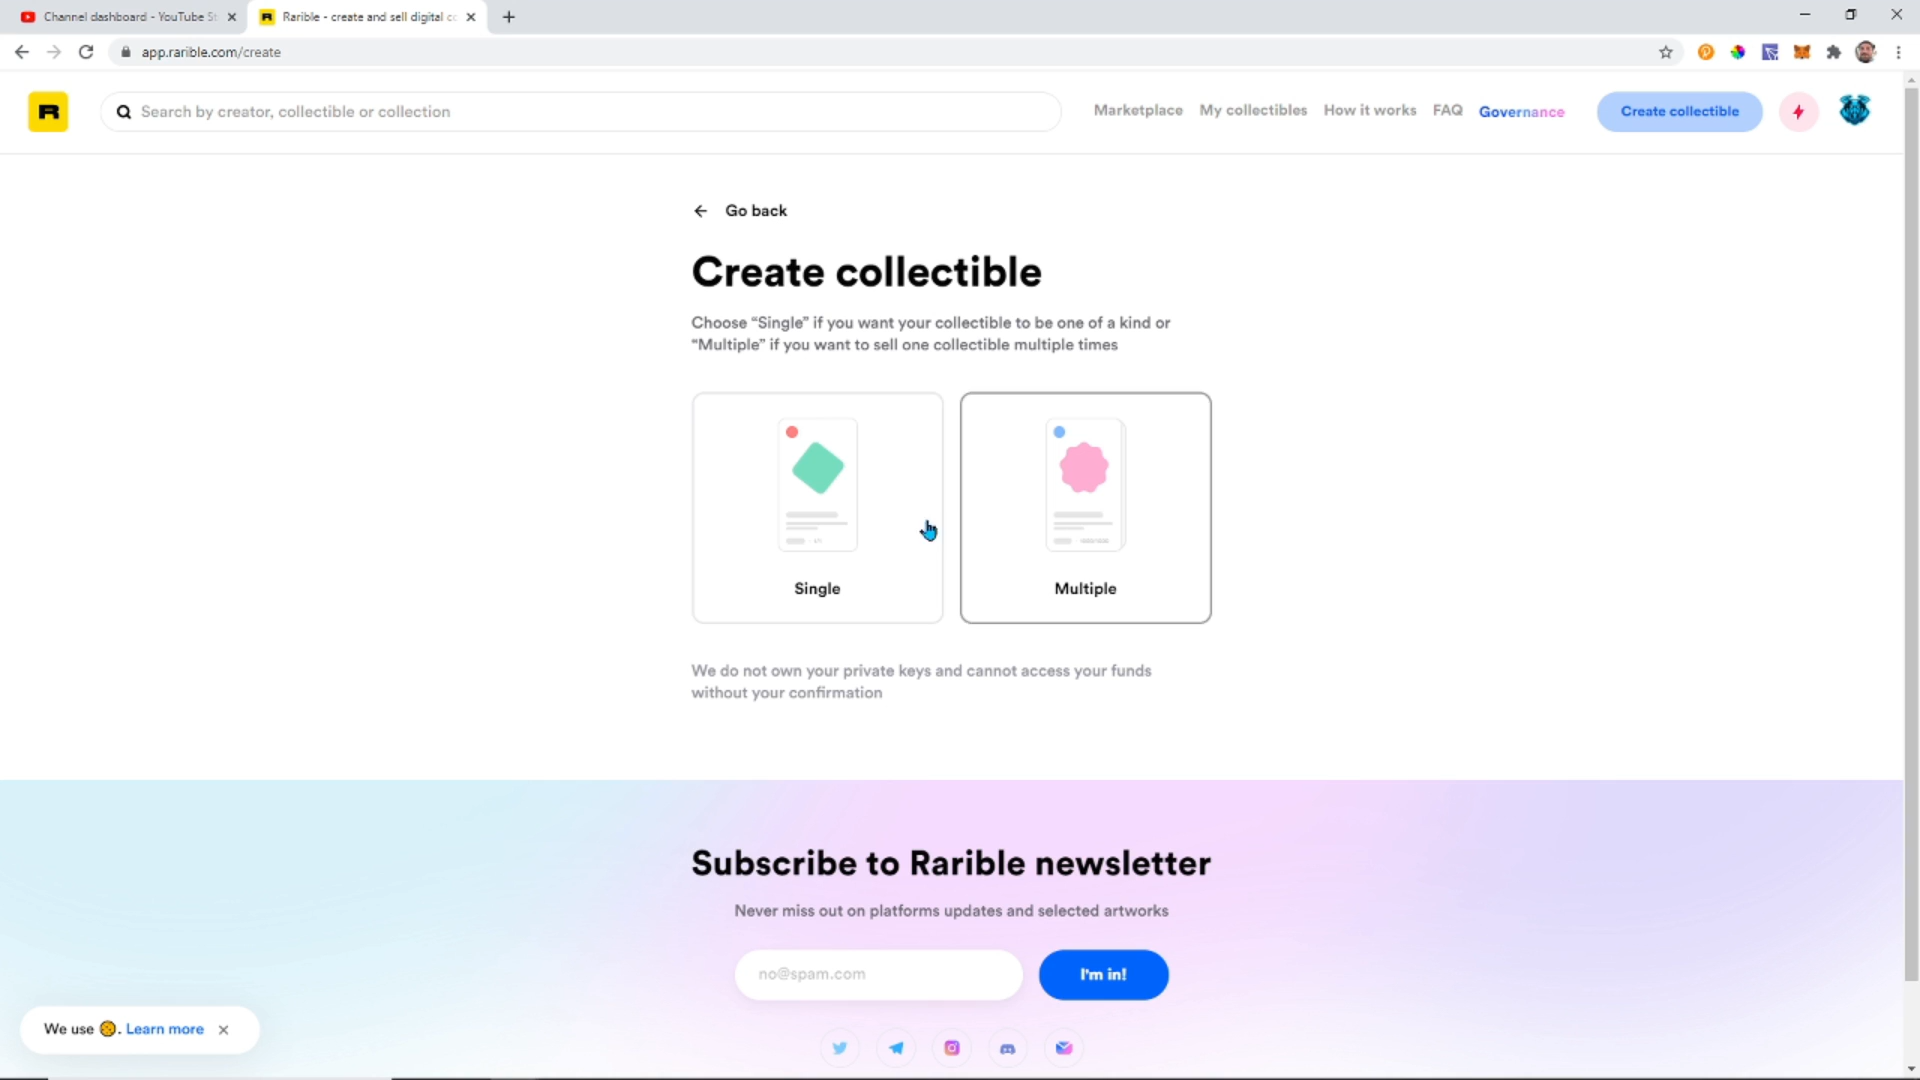 Channel dashboard - YouTube St
Rarible - create and sell digital co
app.rarible.com/create
R
Search by creator, collectible or collection
Marketplace
My collectibles
How it works
FAQ
Governance
Create collectible
Go back
Create collectible
Choose “Single” if you want your collectible to be one of a kind or
“Multiple” if you want to sell one collectible multiple times
Single
Multiple
We do not own your private keys and cannot access your funds
without your confirmation
Subscribe to Rarible newsletter
Never miss out on platforms updates and selected artworks
no@spam.com
I'm in!
We use 🍪. Learn more